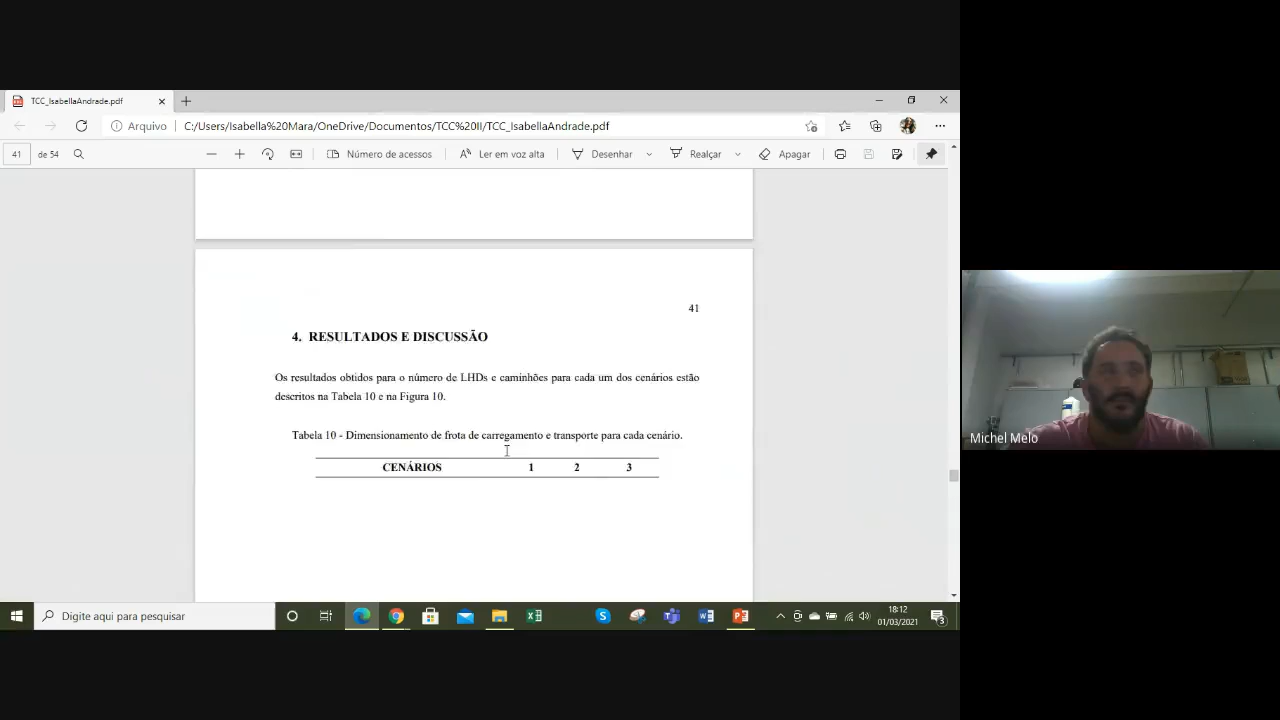 TCC_IsabellaAndrade.pdf
Arquivo
C:/Users/Isabella%20Mara/OneDrive/Documentos/TCC%20II/TCC_IsabellaAndrade.pdf
41 de 54
Número de acessos
Ler em voz alta
Desenhar
Realçar
Apagar
41
4. RESULTADOS E DISCUSSÃO
Os resultados obtidos para o número de LHDs e caminhões para cada um dos cenários estão
descritos na Tabela 10 e na Figura 10.
Tabela 10 - Dimensionamento de frota de carregamento e transporte para cada cenário.
CENÁRIOS 1 2 3
Michel Melo
Digite aqui para pesquisar
18:12
01/03/2021
3